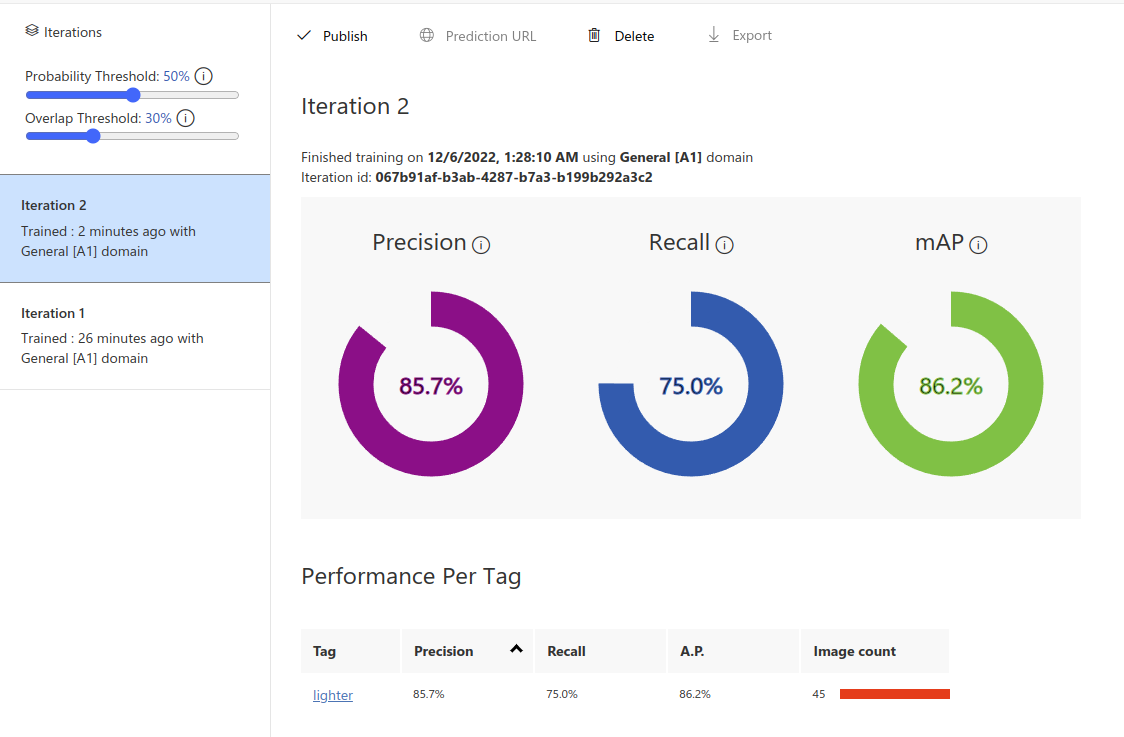 Iterations
Probability Threshold: 50%
Overlap Threshold: 30%
Iteration 2
Trained : 2 minutes ago with
General [A1] domain
Iteration 1
Trained : 26 minutes ago with
General [A1] domain
Publish Prediction URL Delete Export
Iteration 2
Finished training on 12/6/2022, 1:28:10 AM using General [A1] domain
Iteration id: 067b91af-b3ab-4287-b7a3-b199b292a3c2
Precision Recall mAP
85.7% 75.0% 86.2%
Performance Per Tag
Tag Precision Recall A.P. Image count
lighter 85.7% 75.0% 86.2% 45